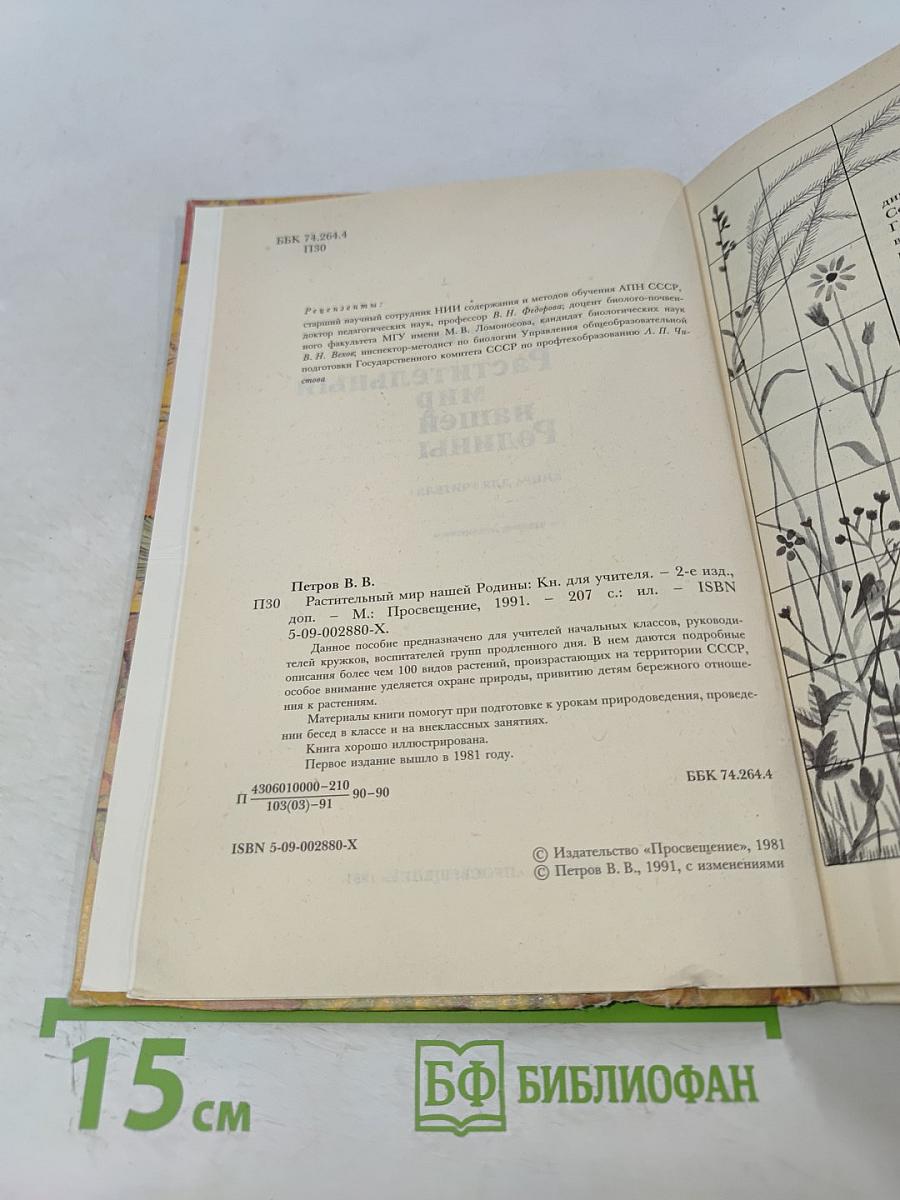 ББК 74.264.4
П30
Рецензенты:
старший научный сотрудник НИИ содержания и методов обучения АПН СССР,
доктор педагогических наук, профессор В. Н. Федорова; доцент биолого-почвен-
ного факультета МГУ имени М. В. Ломоносова, кандидат биологических наук
В. Н. Вехов; инспектор-методист по биологии Управления общеобразовательной
подготовки Государственного комитета СССР по профтехобразованию Л. П. Чи-
стова
Растительный
мир
нашей
Родины
Петров В. В.
П30 Растительный мир нашей Родины: Кн. для учителя. – 2-е изд.,
доп. – М.: Просвещение, 1991. – 207 с.: ил. – ISBN
5-09-002880-X.
Данное пособие предназначено для учителей начальных классов, руководи-
телей кружков, воспитателей групп продленного дня. В нем даются подробные
описания более чем 100 видов растений, произрастающих на территории СССР,
особое внимание уделяется охране природы, привитию детям бережного отноше-
ния к растениям.
Материалы книги помогут при подготовке к урокам природоведения, проведе-
нии бесед в классе и на внеклассных занятиях.
Книга хорошо иллюстрирована.
Первое издание вышло в 1981 году.
П 4306010000–210
103(03)–91 90–90
ББК 74.264.4
ISBN 5-09-002880-X
© Издательство «Просвещение», 1981
© Петров В. В., 1991, с изменениями
15 см
БФ БИБЛИОФАН